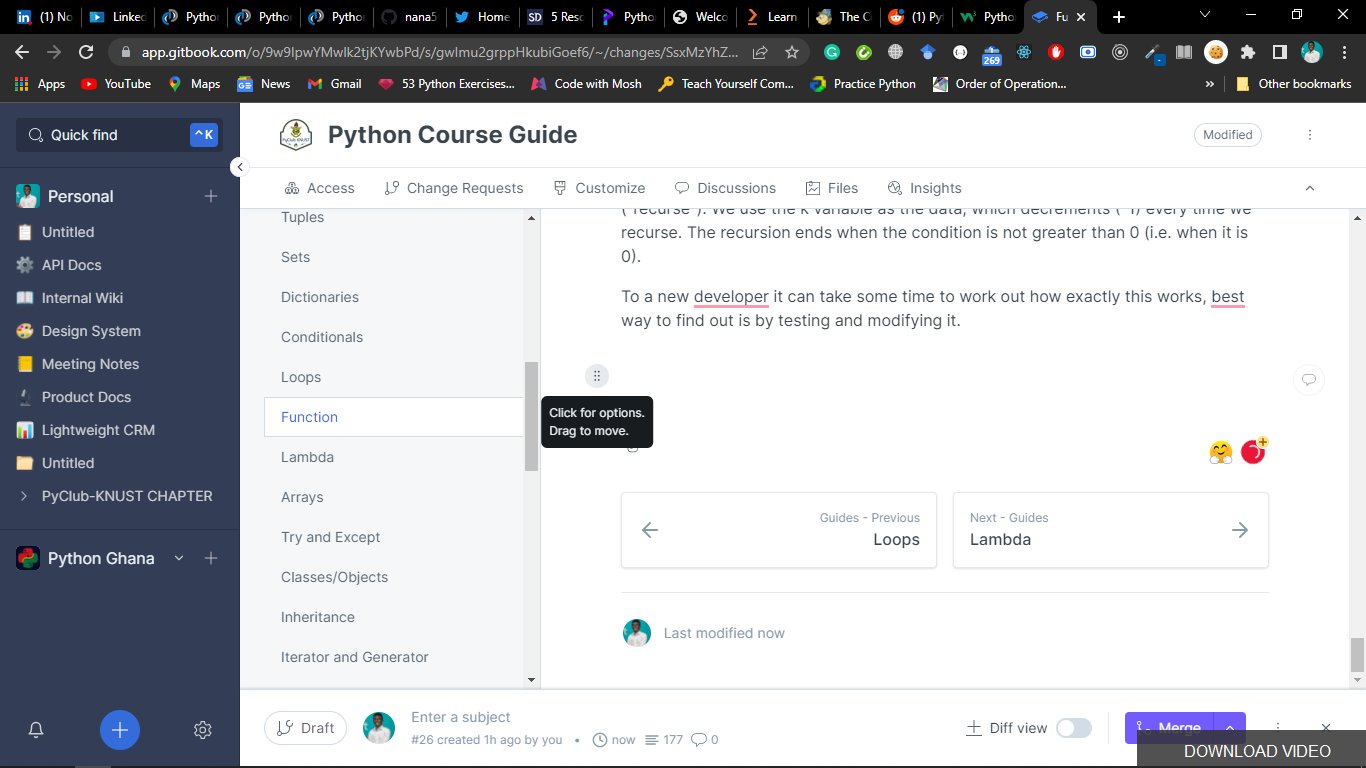 (1) No
Linked
Pytho
Pytho
Pytho
nana5
Home
SD 5 Reso
Pytho
Welco
Learn
The C
(1) Py
Pytho
Fu
app.gitbook.com/o/9w9IpwYMwlk2tjKYwbPd/s/gwImu2grppHkubiGoef6/~/changes/SsxMzYhZ...
269
Apps
YouTube
Maps
News
Gmail
53 Python Exercises...
Code with Mosh
Teach Yourself Com...
Practice Python
Order of Operation...
»
Other bookmarks
Quick find
^K
Personal
Untitled
API Docs
Internal Wiki
Design System
Meeting Notes
Product Docs
Lightweight CRM
Untitled
PyClub-KNUST CHAPTER
Python Ghana
Python Course Guide
Modified
Access
Change Requests
Customize
Discussions
Files
Insights
Tuples
Sets
Dictionaries
Conditionals
Loops
Function
Lambda
Arrays
Try and Except
Classes/Objects
Inheritance
Iterator and Generator
("recurse"). We use the k variable as the data, which decrements (-1) every time we
recurse. The recursion ends when the condition is not greater than 0 (i.e. when it is
0).
To a new developer it can take some time to work out how exactly this works, best
way to find out is by testing and modifying it.
Click for options.
Drag to move.
Guides - Previous
Loops
Next - Guides
Lambda
Last modified now
Draft
Enter a subject
#26 created 1h ago by you • now 177 0
Diff view
Merge
DOWNLOAD VIDEO